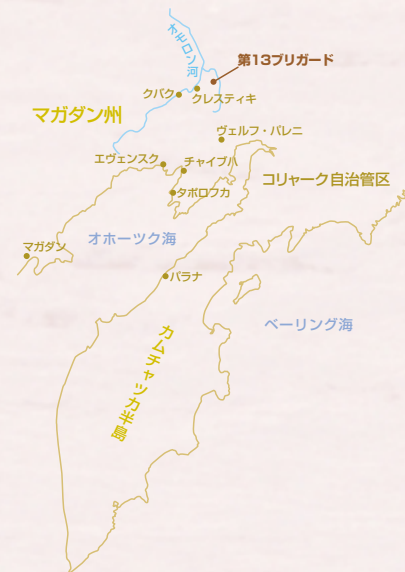 オモロン河
第13ブリガード
クバク
クレスティキ
マガダン州
ヴェルフ・パレニ
エヴェンスク
チャイブハ
コリャーク自治管区
タポロフカ
オホーツク海
マガダン
パラナ
ベーリング海
カムチャッカ半島